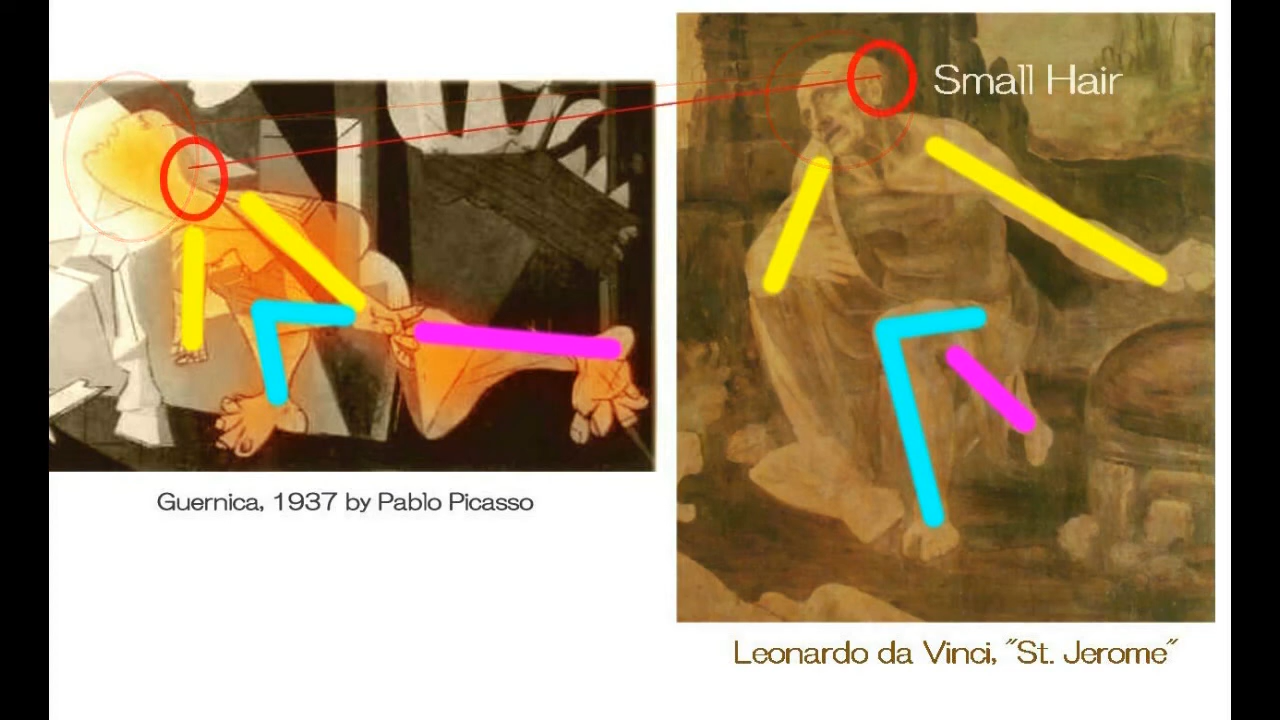 Small Hair
Guernica, 1937 by Pablo Picasso
Leonardo da Vinci, "St. Jerome"